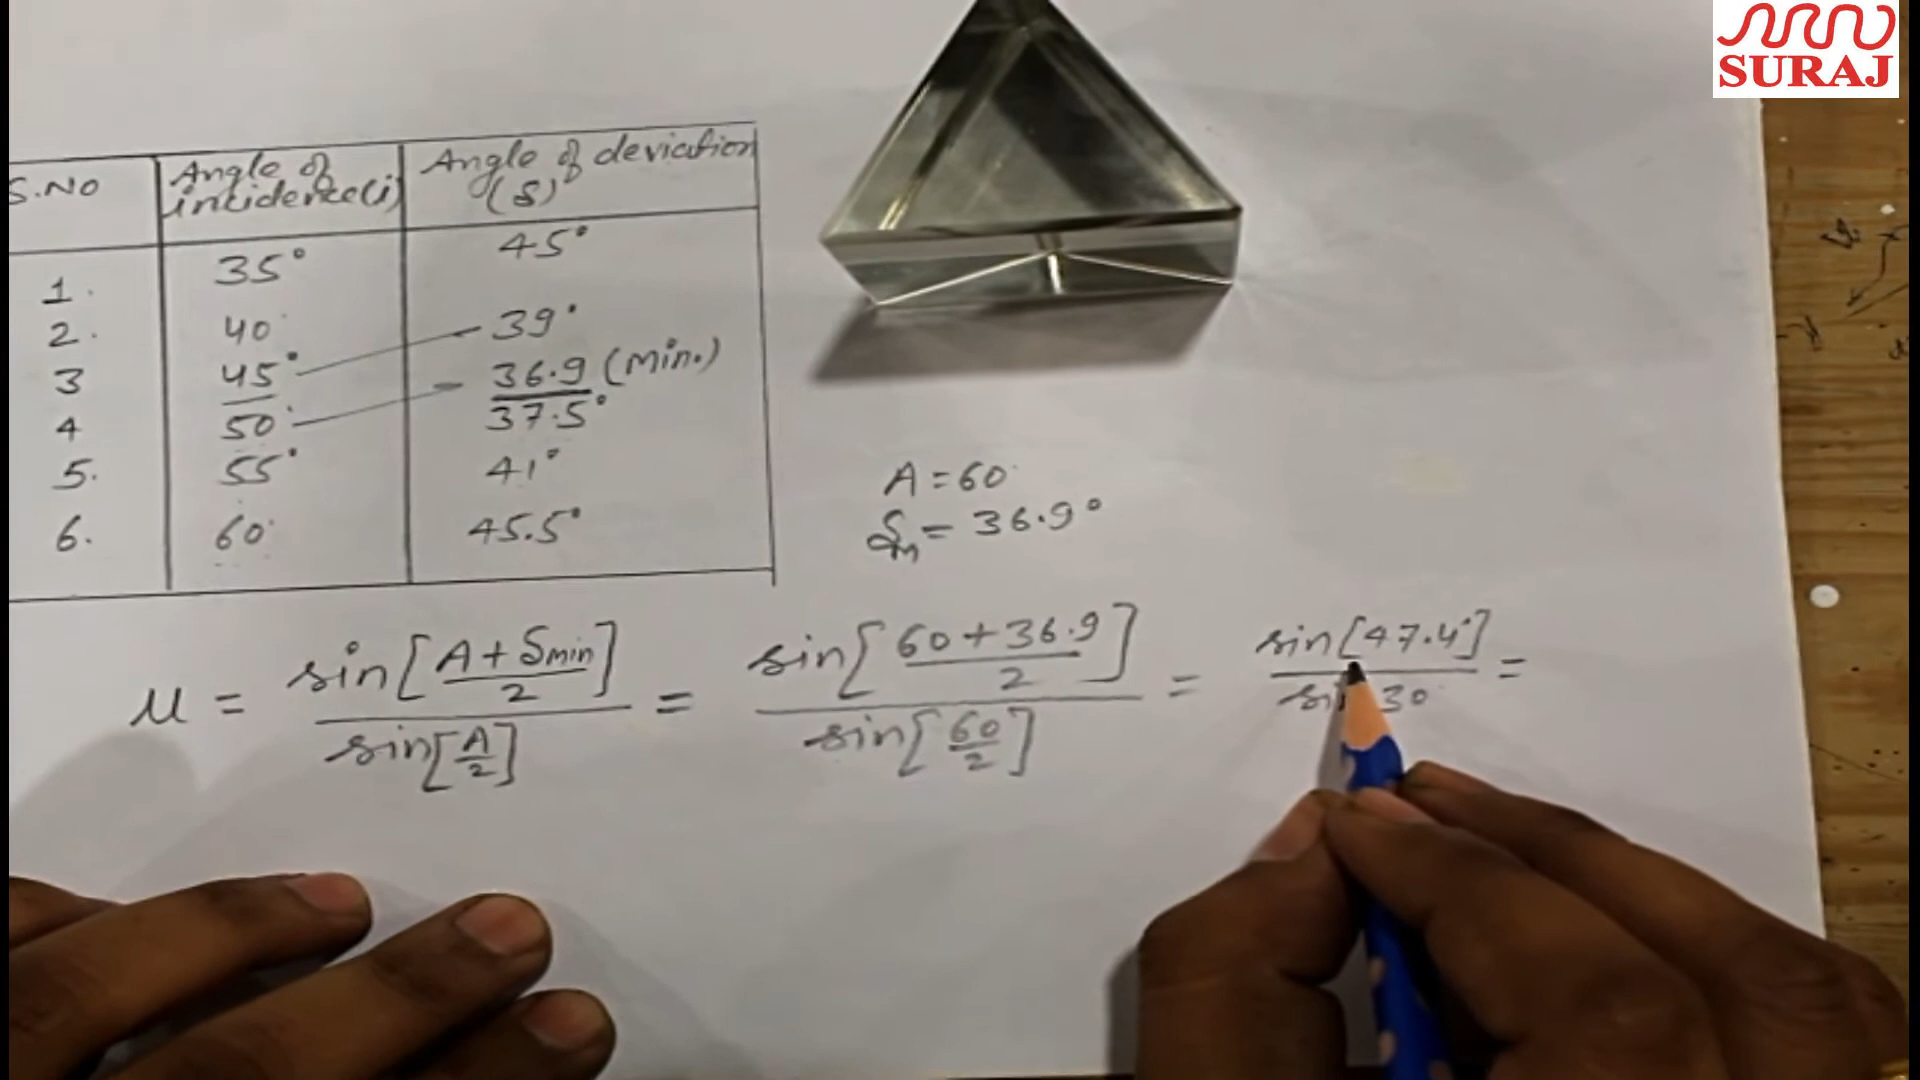 SURAJ
S.NO Angle of incidence(i) Angle of deviation (δ)
1. 35° 45°
2. 40° 39°
3 45° 36.9 (Min.)
4 50° 37.5°
5. 55° 41°
6. 60° 45.5°
A = 60°
δm = 36.9°
μ = sin[A+δmin/2] / sin[A/2] = sin[60+36.9/2] / sin[60/2] = sin[47.4°] / sin 30° =